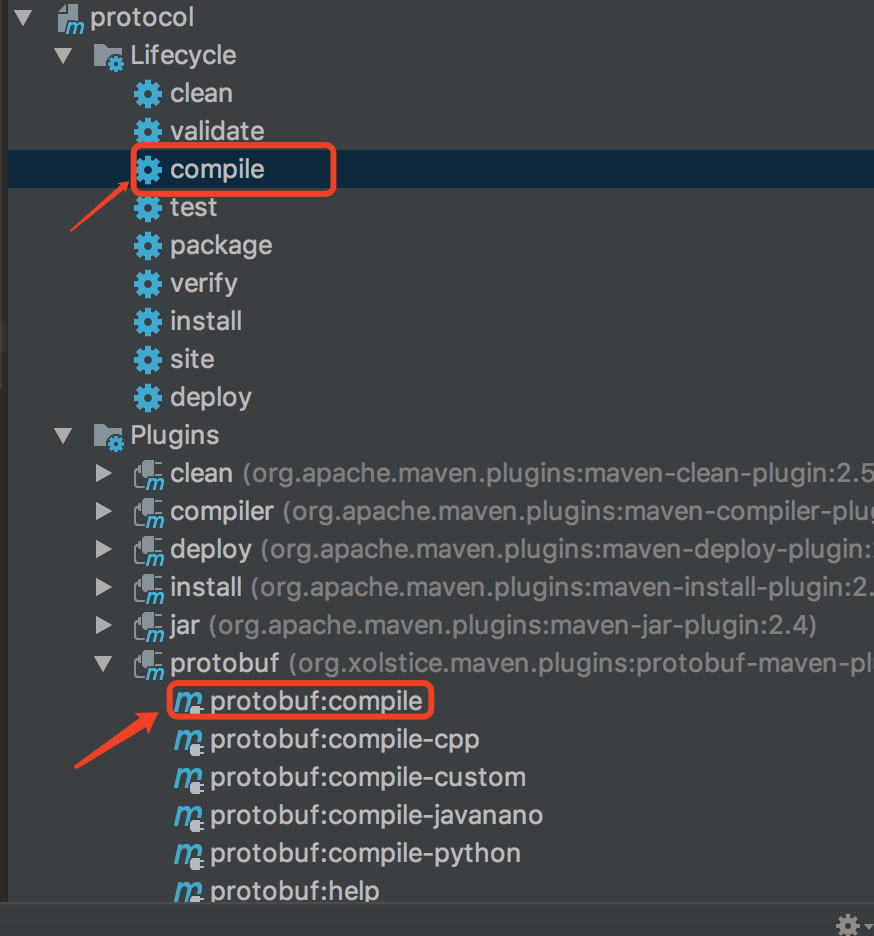 protocol
Lifecycle
clean
validate
compile
test
package
verify
install
site
deploy
Plugins
clean (org.apache.maven.plugins:maven-clean-plugin:2.5
compiler (org.apache.maven.plugins:maven-compiler-plug
deploy (org.apache.maven.plugins:maven-deploy-plugin:
install (org.apache.maven.plugins:maven-install-plugin:2.
jar (org.apache.maven.plugins:maven-jar-plugin:2.4)
protobuf (org.xolstice.maven.plugins:protobuf-maven-pl
protobuf:compile
protobuf:compile-cpp
protobuf:compile-custom
protobuf:compile-javanano
protobuf:compile-python
protobuf:help